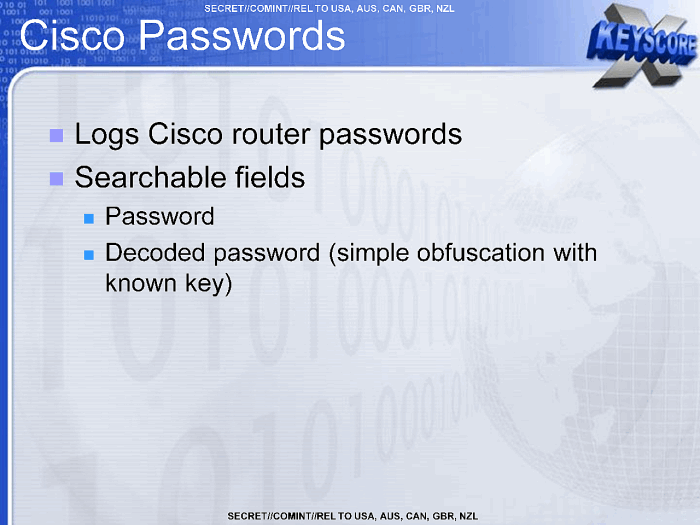 SECRET//COMINT//REL TO USA, AUS, CAN, GBR, NZL
Cisco Passwords
X
KEYSCORE
Logs Cisco router passwords
Searchable fields
Password
Decoded password (simple obfuscation with
known key)
SECRET//COMINT//REL TO USA, AUS, CAN, GBR, NZL